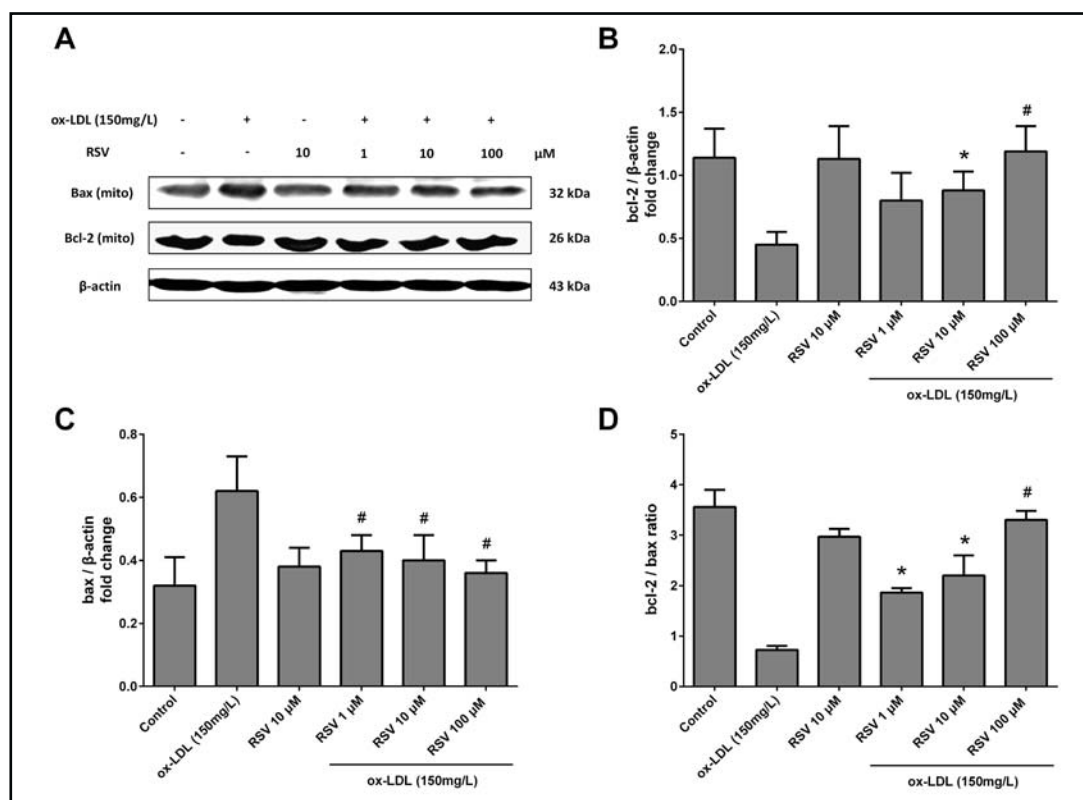 A
ox-LDL (150mg/L) - + - + + +
RSV - - 10 1 10 100 µM
Bax (mito) 32 kDa
Bcl-2 (mito) 26 kDa
β-actin 43 kDa
B
bcl-2 / β-actin
fold change
2.0
1.5
1.0
0.5
0.0
*
#
Control
ox-LDL (150mg/L)
RSV 10 µM
RSV 1 µM
RSV 10 µM
RSV 100 µM
ox-LDL (150mg/L)
C
bax / β-actin
fold change
0.8
0.6
0.4
0.2
0.0
# # #
Control
ox-LDL (150mg/L)
RSV 10 µM
RSV 1 µM
RSV 10 µM
RSV 100 µM
ox-LDL (150mg/L)
D
bcl-2 / bax ratio
5
4
3
2
1
0
*
*
#
Control
ox-LDL (150mg/L)
RSV 10 µM
RSV 1 µM
RSV 10 µM
RSV 100 µM
ox-LDL (150mg/L)